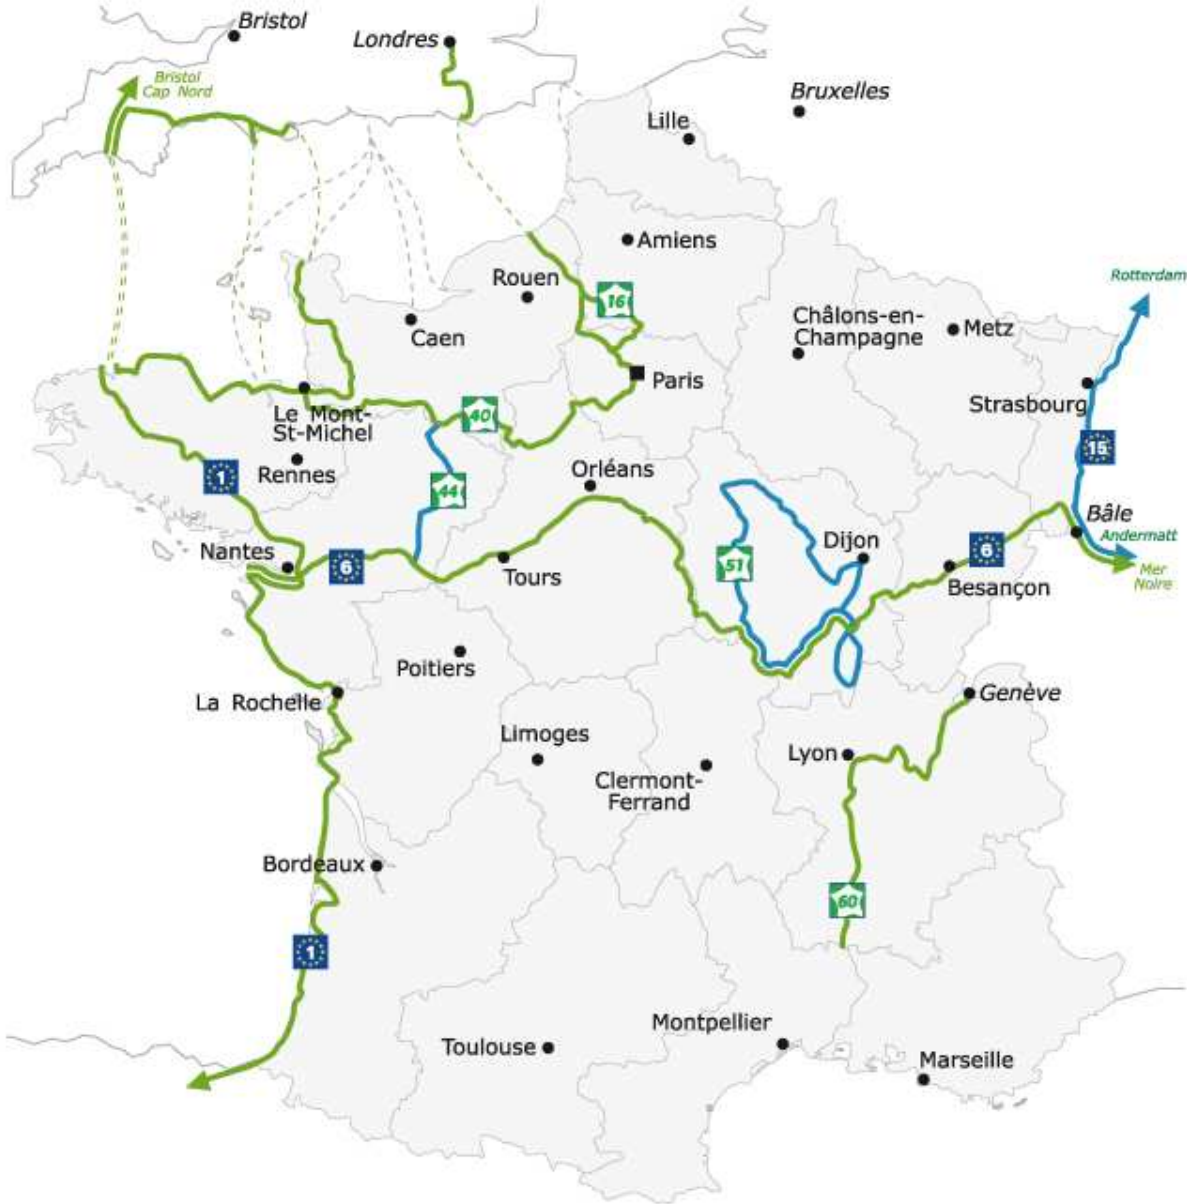 Bristol
Londres
Bristol
Cap Nord
Bruxelles
Lille
Amiens
Rotterdam
Rouen
16
Châlons-en-
Champagne
Metz
Caen
Paris
Strasbourg
Le Mont-
St-Michel
40
Rennes
1
44
Orléans
15
Nantes
6
Tours
51
Dijon
6
Bâle
Andermatt
Mer
Noire
Besançon
Poitiers
La Rochelle
Genève
Limoges
Lyon
Clermont-
Ferrand
Bordeaux
60
1
Montpellier
Toulouse
Marseille